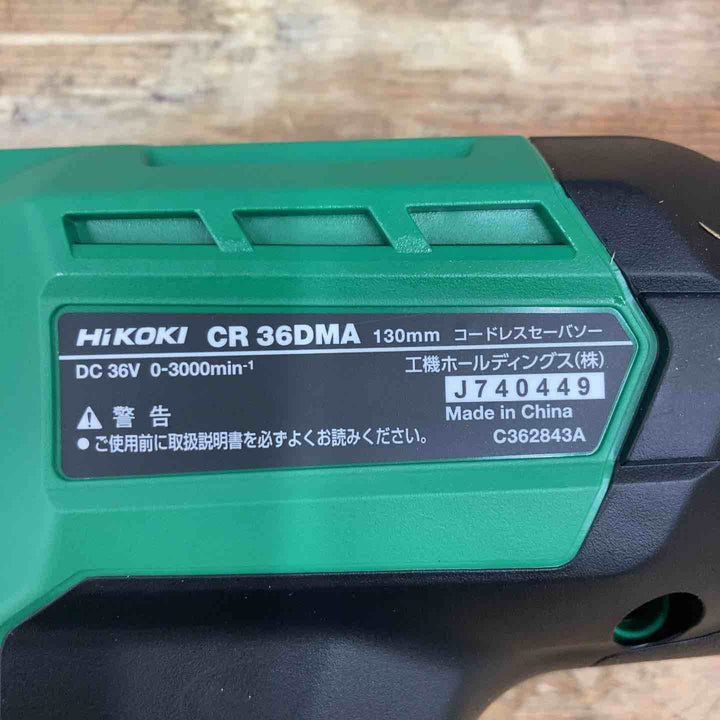 HiKOKI CR 36DMA 130mm コードレスセーバソー
DC 36V 0-3000min-1 工機ホールディングス(株)
J740449
⚠ 警告 Made in China
● ご使用前に取扱説明書を必ずよくお読みください。 C362843A